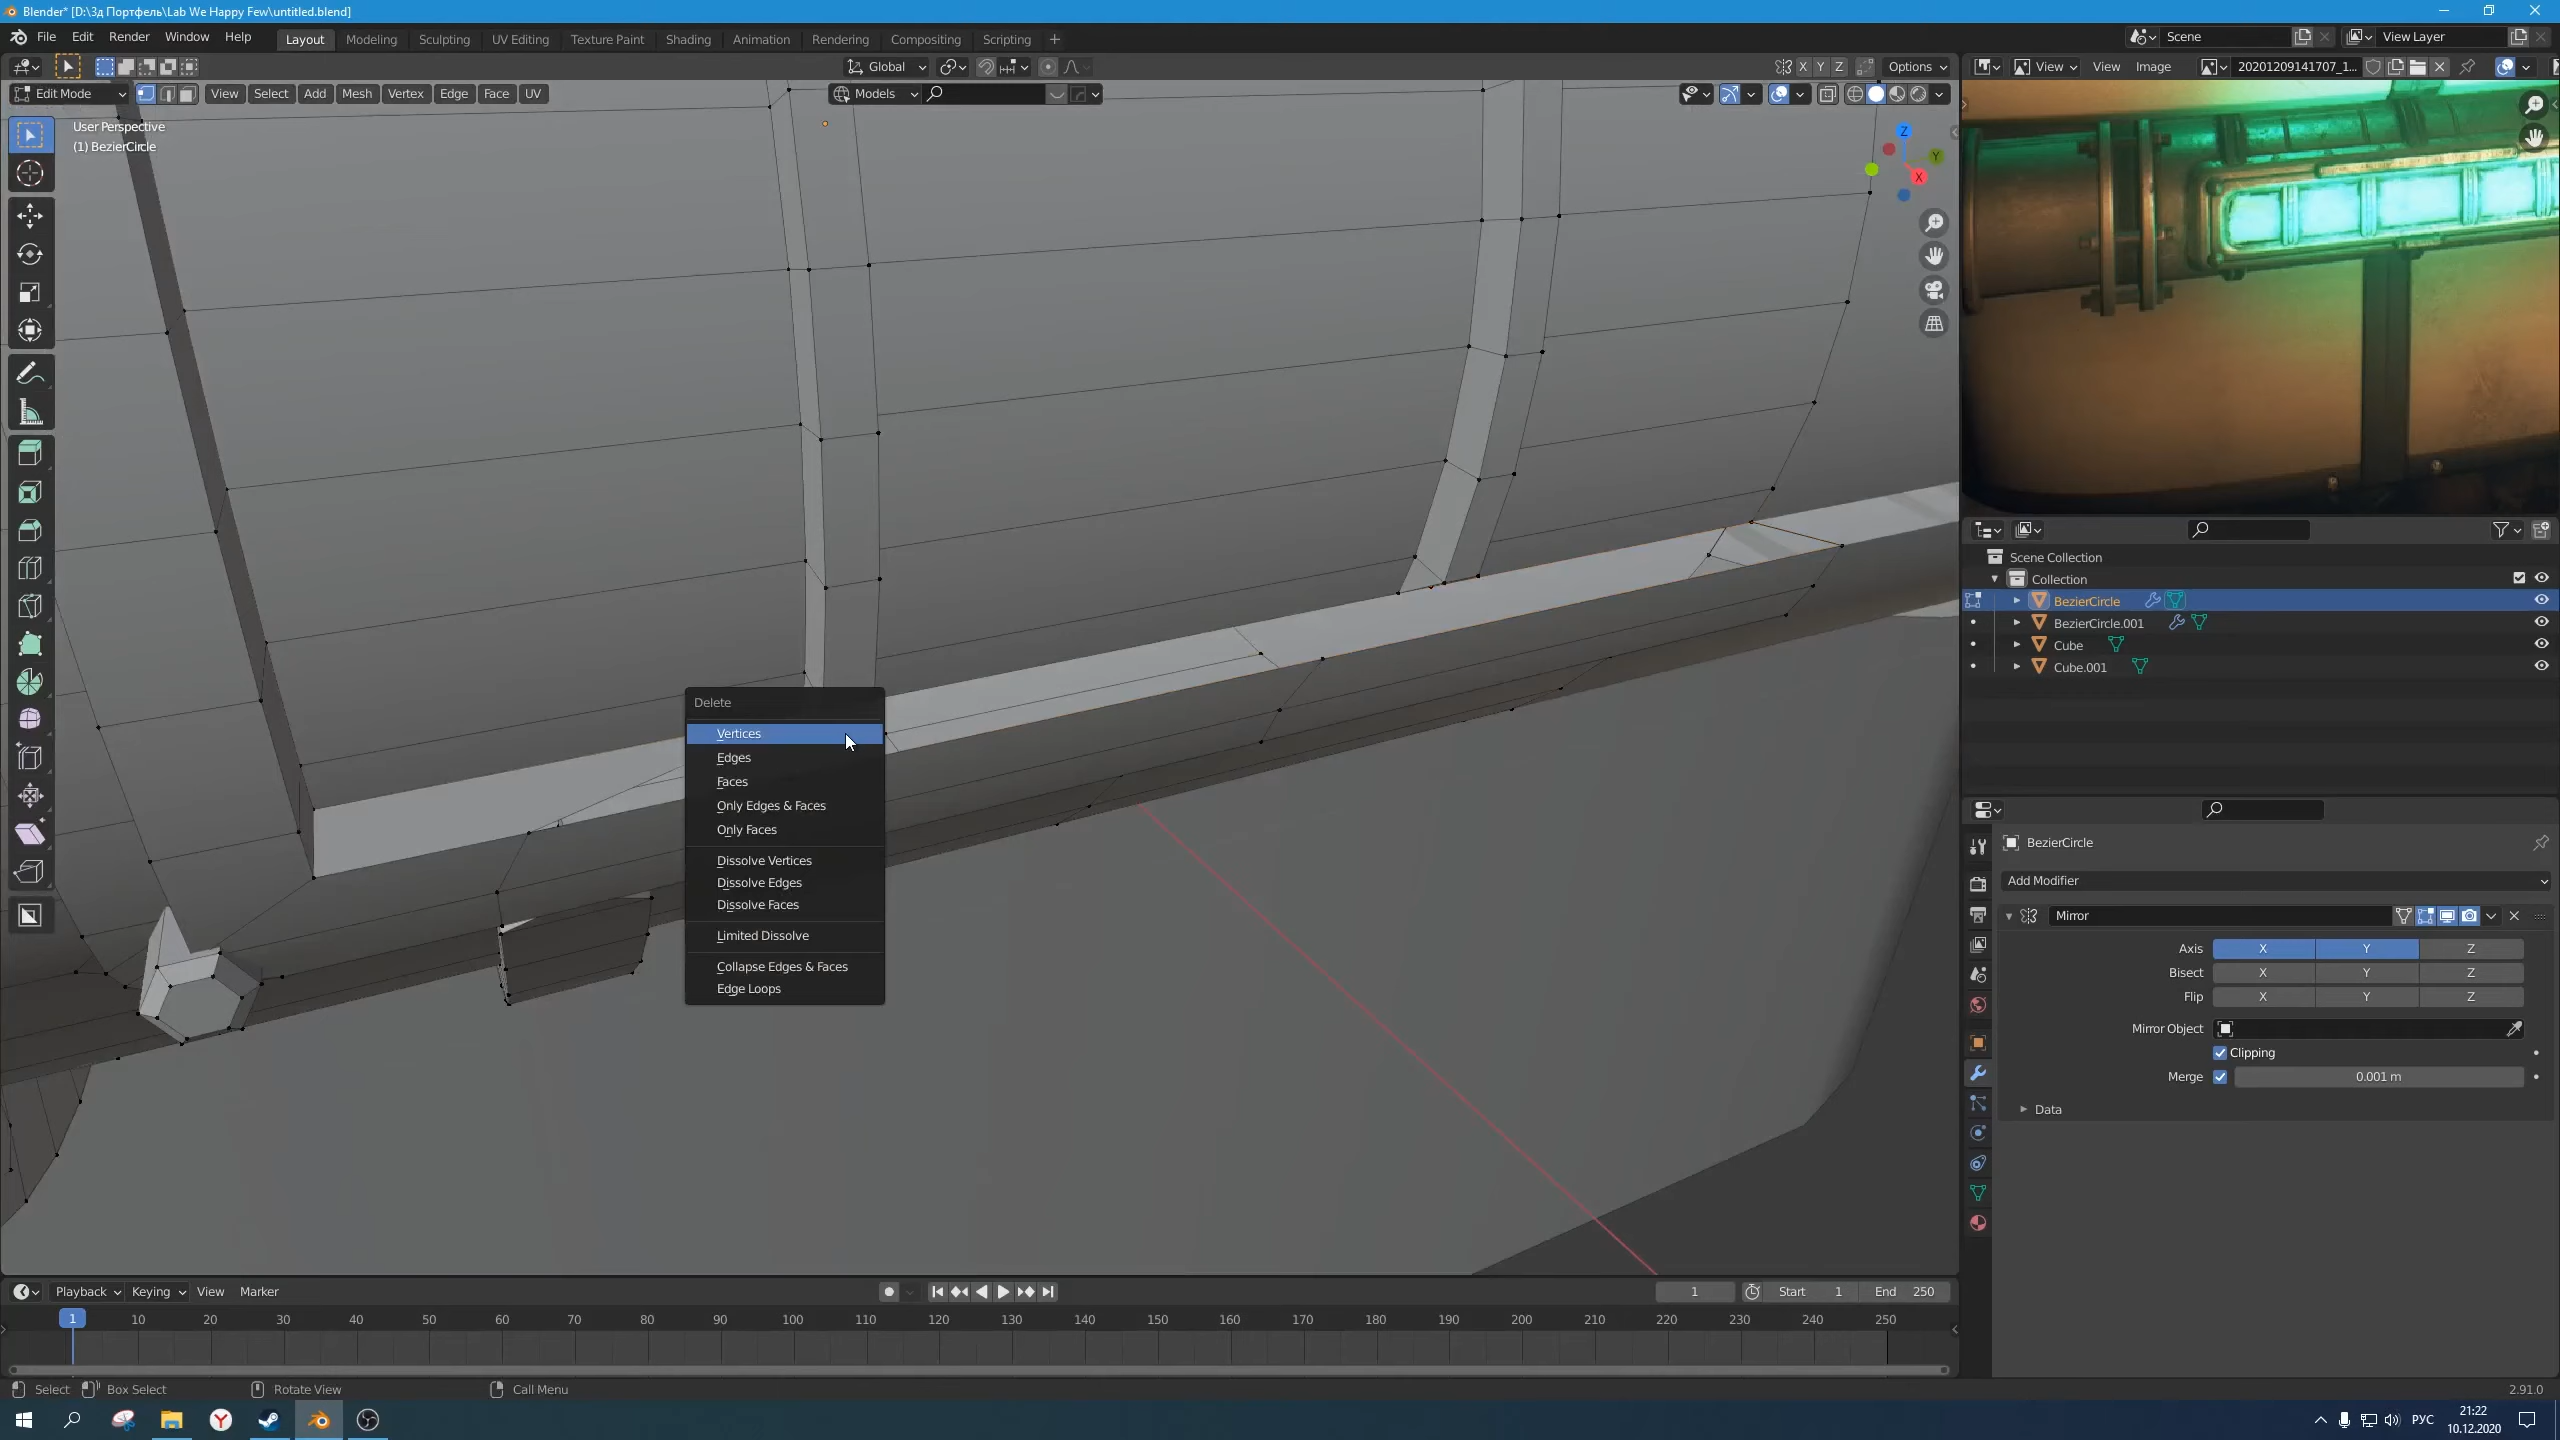 Blender* [D:\3д Портфель\Lab We Happy Few\untitled.blend]
File Edit Render Window Help Layout Modeling Sculpting UV Editing Texture Paint Shading Animation Rendering Compositing Scripting + Scene View Layer
Global X Y Z Options View View Image 20201209141707_1...
Edit Mode View Select Add Mesh Vertex Edge Face UV Models
User Perspective
(1) BezierCircle
Z
Y
X
Scene Collection
Collection
BezierCircle
BezierCircle.001
Cube
Cube.001
Delete
Vertices
Edges
Faces
Only Edges & Faces
Only Faces
Dissolve Vertices
Dissolve Edges
Dissolve Faces
Limited Dissolve
Collapse Edges & Faces
Edge Loops
BezierCircle
Add Modifier
Mirror
Axis X Y Z
Bisect X Y Z
Flip X Y Z
Mirror Object
Clipping
Merge 0.001 m
Data
Playback Keying View Marker 1 Start 1 End 250
1 10 20 30 40 50 60 70 80 90 100 110 120 130 140 150 160 170 180 190 200 210 220 230 240 250
Select Box Select Rotate View Call Menu 2.91.0
РУС
21:22
10.12.2020